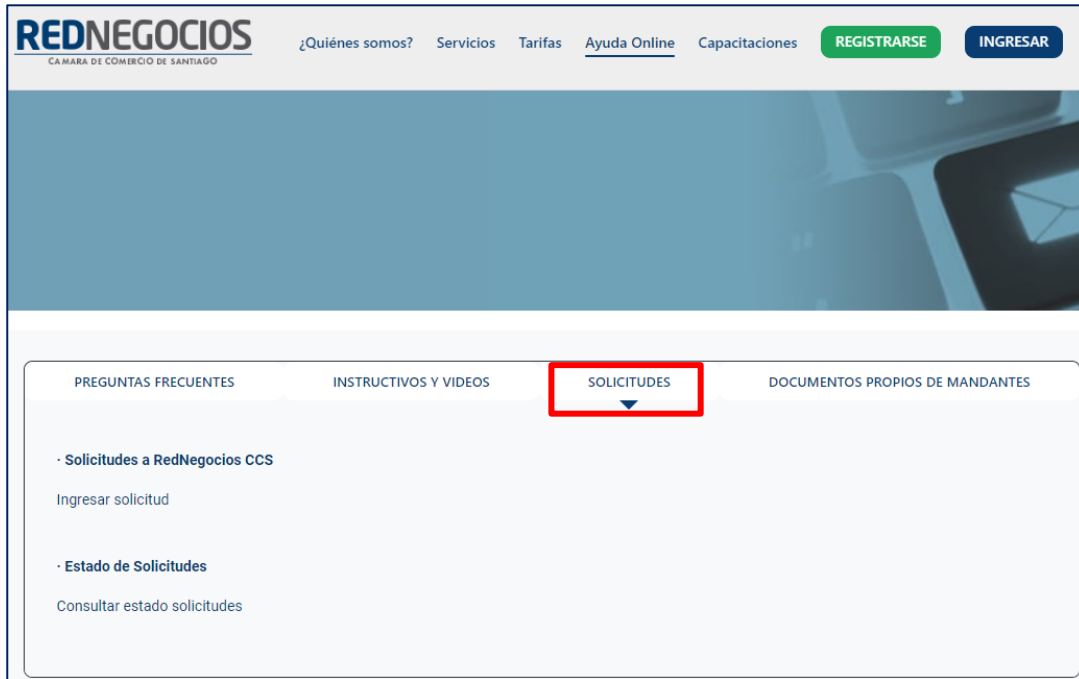 REDNEGOCIOS
CAMARA DE COMERCIO DE SANTIAGO
¿Quiénes somos? Servicios Tarifas Ayuda Online Capacitaciones REGISTRARSE INGRESAR
PREGUNTAS FRECUENTES INSTRUCTIVOS Y VIDEOS SOLICITUDES DOCUMENTOS PROPIOS DE MANDANTES
· Solicitudes a RedNegocios CCS
Ingresar solicitud
· Estado de Solicitudes
Consultar estado solicitudes